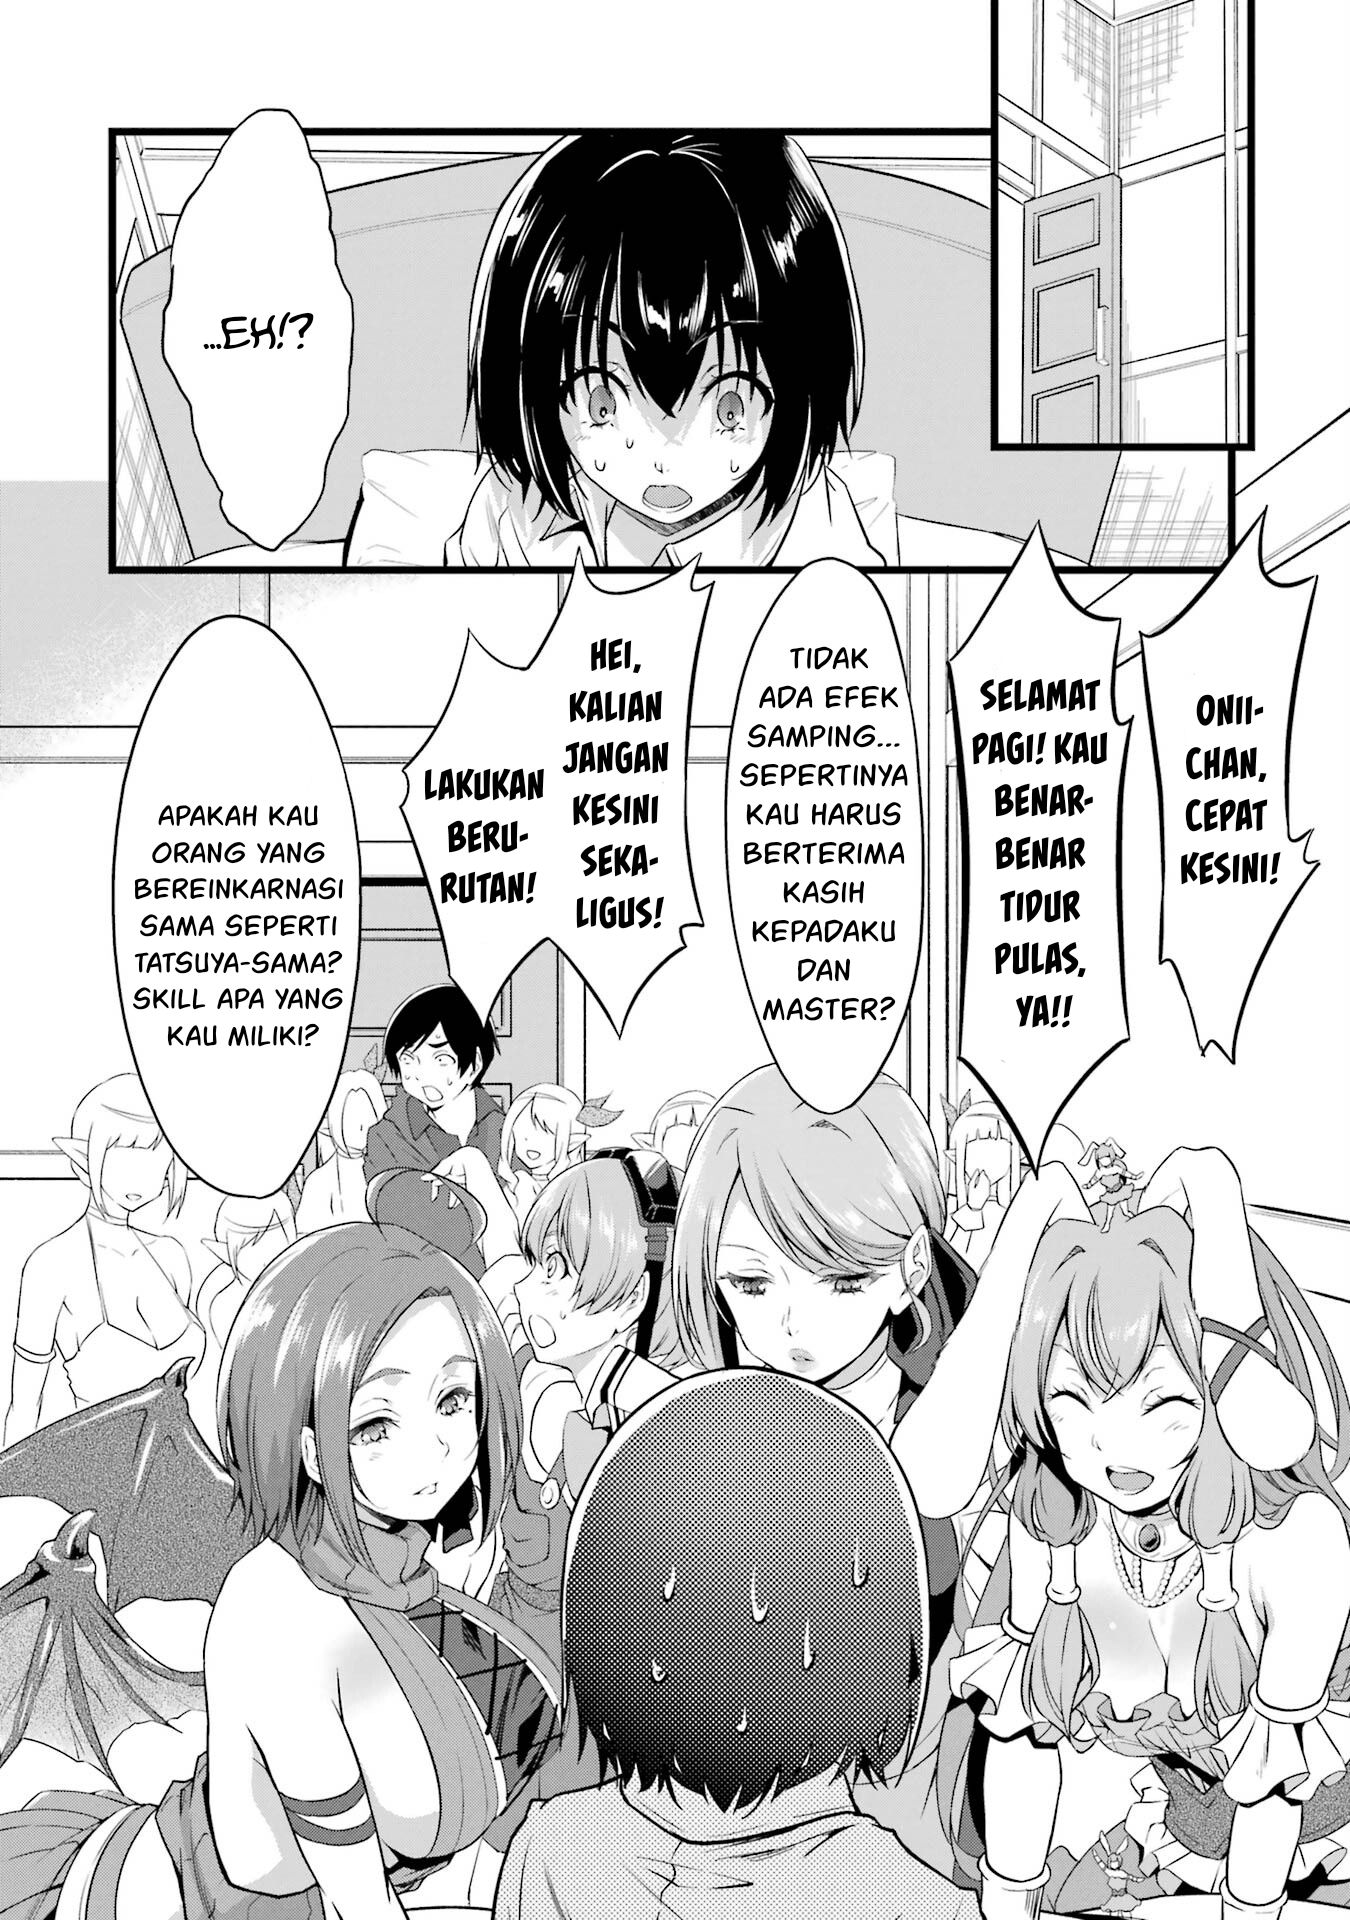 ...EH!?
ONII-
CHAN,
CEPAT
KESINI!
SELAMAT
PAGI! KAU
BENAR-
BENAR
TIDUR
PULAS,
YA!!
TIDAK
ADA EFEK
SAMPING...
SEPERTINYA
KAU HARUS
BERTERIMA
KASIH
KEPADAKU
DAN
MASTER?
HEI,
KALIAN
JANGAN
KESINI
SEKA-
LIGUS!
LAKUKAN
BERU-
RUTAN!
APAKAH KAU
ORANG YANG
BEREINKARNASI
SAMA SEPERTI
TATSUYA-SAMA?
SKILL APA YANG
KAU MILIKI?